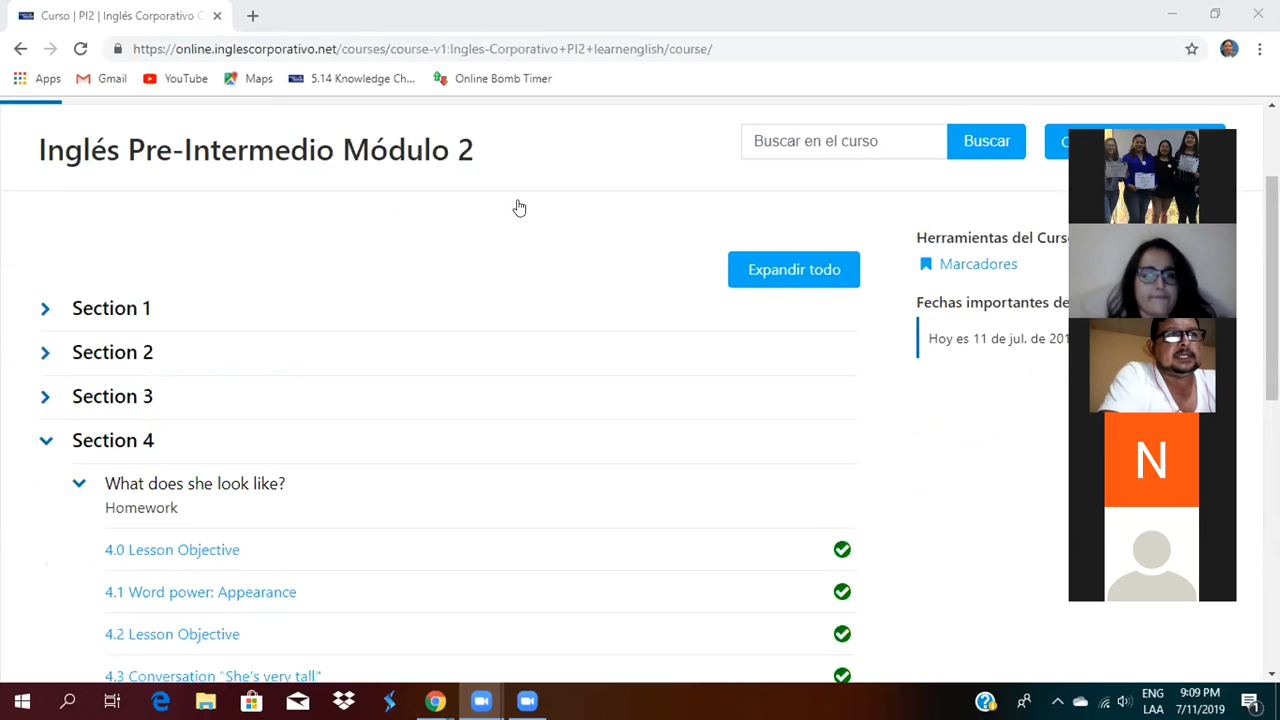 Curso | PI2 | Inglés Corporativo C
https://online.inglescorporativo.net/courses/course-v1:Ingles-Corporativo+PI2+learnenglish/course/
Apps Gmail YouTube Maps 5.14 Knowledge Ch... Online Bomb Timer
Inglés Pre-Intermedio Módulo 2
Buscar en el curso
Buscar
C
Herramientas del Curs
Marcadores
Expandir todo
Fechas importantes de
Hoy es 11 de jul. de 201
Section 1
Section 2
Section 3
Section 4
What does she look like?
Homework
4.0 Lesson Objective
4.1 Word power: Appearance
4.2 Lesson Objective
4.3 Conversation "She's very tall"
N
ENG
LAA
9:09 PM
7/11/2019
1